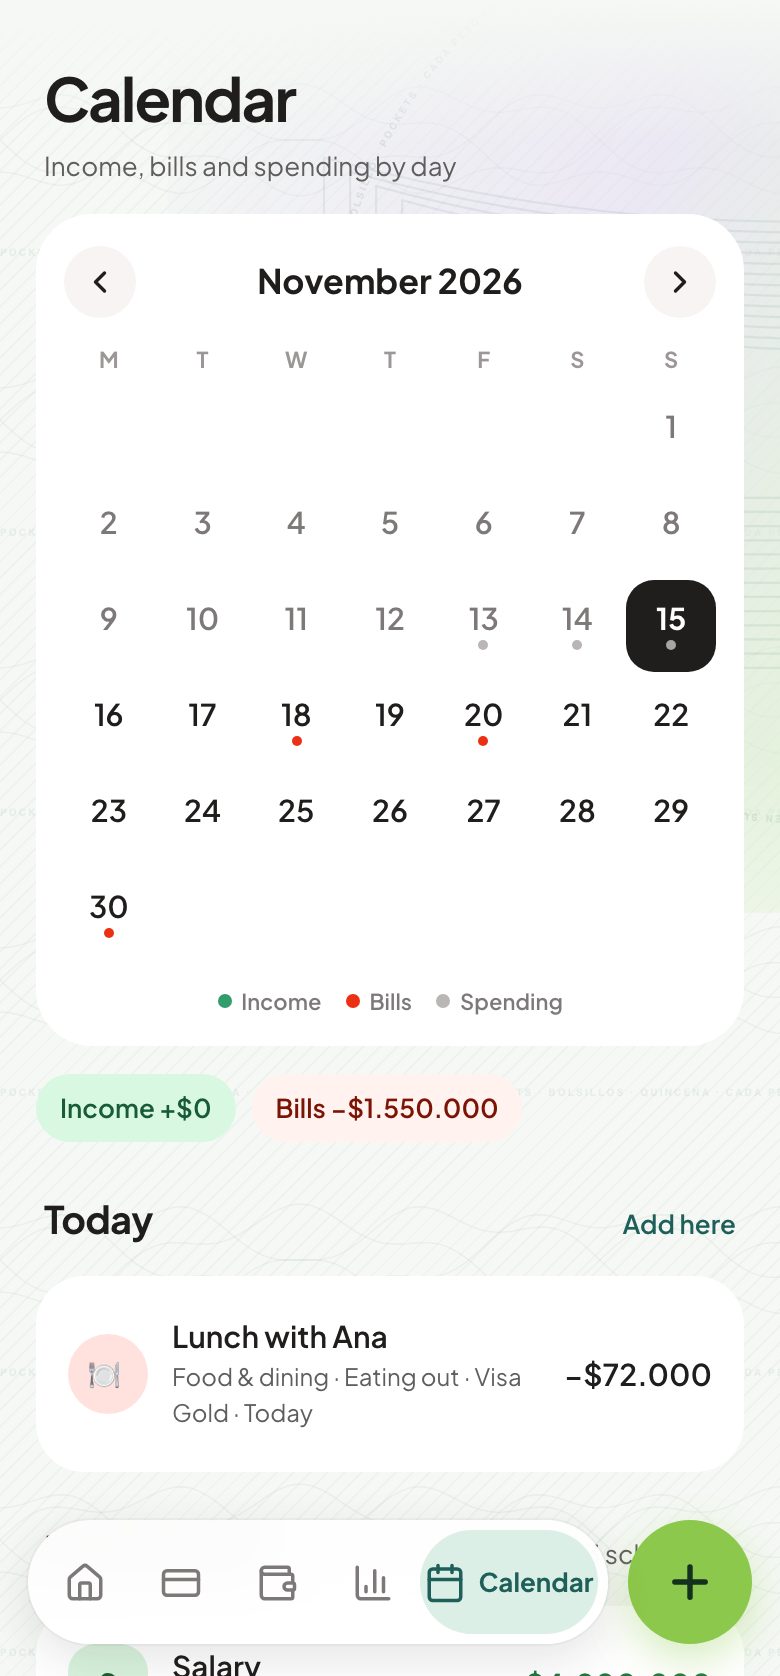 Calendar
Income, bills and spending by day
November 2026
M T W T F S S
1
2 3 4 5 6 7 8
9 10 11 12 13 14 15
16 17 18 19 20 21 22
23 24 25 26 27 28 29
30
Income Bills Spending
Income +$0 Bills –$1.550.000
BOLSILLOS · QUINCENA · CADA
Today Add here
Lunch with Ana
Food & dining · Eating out · Visa
Gold · Today
–$72.000
Calendar
Salary